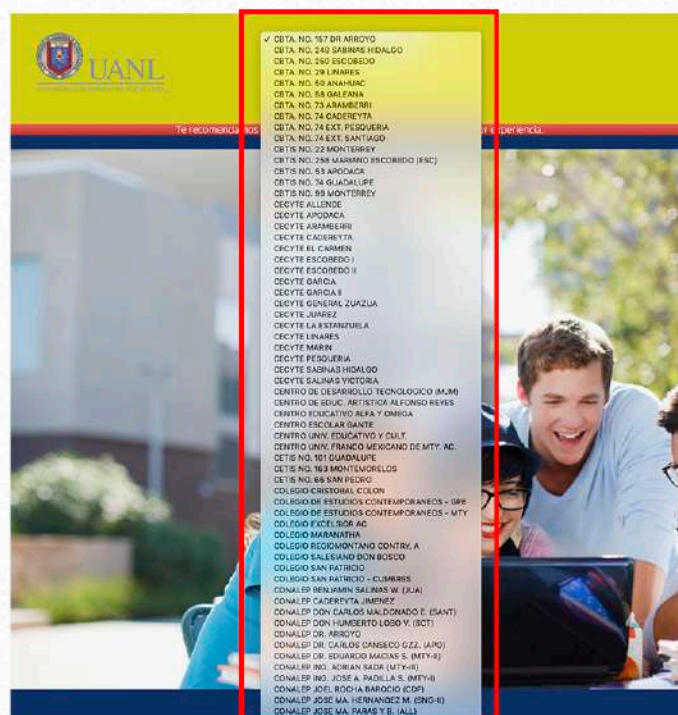 UANL
Te recomendamos
or experiencia.
✓ CBTA. NO. 157 DR ARROYO
CBTA. NO. 249 SABINAS HIDALGO
CBTA. NO. 250 ESCOBEDO
CBTA. NO. 29 LINARES
CBTA. NO. 50 ANAHUAC
CBTA. NO. 58 GALEANA
CBTA. NO. 73 ARAMBERRI
CBTA. NO. 74 CADEREYTA
CBTA. NO. 74 EXT. PESQUERIA
CBTA. NO. 74 EXT. SANTIAGO
CBTIS NO. 22 MONTERREY
CBTIS NO. 258 MARIANO ESCOBEDO (ESC)
CBTIS NO. 53 APODACA
CBTIS NO. 74 GUADALUPE
CBTIS NO. 99 MONTERREY
CECYTE ALLENDE
CECYTE APODACA
CECYTE ARAMBERRI
CECYTE CADEREYTA
CECYTE EL CARMEN
CECYTE ESCOBEDO I
CECYTE ESCOBEDO II
CECYTE GARCIA
CECYTE GARCIA II
CECYTE GENERAL ZUAZUA
CECYTE JUAREZ
CECYTE LA ESTANZUELA
CECYTE LINARES
CECYTE MARIN
CECYTE PESQUERIA
CECYTE SABINAS HIDALGO
CECYTE SALINAS VICTORIA
CENTRO DE DESARROLLO TECNOLOGICO (MJM)
CENTRO DE EDUC. ARTISTICA ALFONSO REYES
CENTRO EDUCATIVO ALFA Y OMEGA
CENTRO ESCOLAR GANTE
CENTRO UNIV. EDUCATIVO Y CULT.
CENTRO UNIV. FRANCO MEXICANO DE MTY. AC.
CETIS NO. 101 GUADALUPE
CETIS NO. 163 MONTEMORELOS
CETIS NO. 66 SAN PEDRO
COLEGIO CRISTOBAL COLON
COLEGIO DE ESTUDIOS CONTEMPORANEOS - GPE
COLEGIO DE ESTUDIOS CONTEMPORANEOS - MTY
COLEGIO EXCELSIOR AC
COLEGIO MARANATHA
COLEGIO REGIOMONTANO CONTRY, A
COLEGIO SALESIANO DON BOSCO
COLEGIO SAN PATRICIO
COLEGIO SAN PATRICIO - CUMBRES
CONALEP BENJAMIN SALINAS W. (JUA)
CONALEP CADEREYTA JIMENEZ
CONALEP DON CARLOS MALDONADO E. (SANT)
CONALEP DON HUMBERTO LOBO V. (SCT)
CONALEP DR. ARROYO
CONALEP DR. CARLOS CANSECO GZZ. (APO)
CONALEP DR. EDUARDO MACIAS S. (MTY-II)
CONALEP ING. ADRIAN SADA (MTY-III)
CONALEP ING. JOSE A. PADILLA S. (MTY-I)
CONALEP JOEL ROCHA BAROCIO (CDF)
CONALEP JOSE MA. HERNANDEZ M. (SNG-II)
CONALEP JOSE MA. PARAS Y B. (ALL)